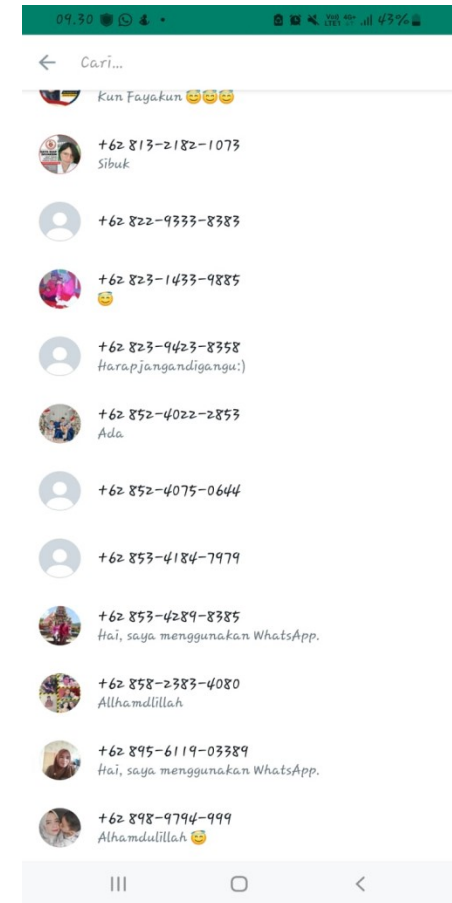 09.30
43%
Cari...
Kun Fayakun 😇😇😇
+62 813-2182-1073
Sibuk
+62 822-9333-8383
+62 823-1433-9885
😇
+62 823-9423-8358
Harapjangandigangu:)
+62 852-4022-2853
Ada
+62 852-4075-0644
+62 853-4184-7979
+62 853-4289-8385
Hai, saya menggunakan WhatsApp.
+62 858-2383-4080
Allhamdlillah
+62 895-6119-03389
Hai, saya menggunakan WhatsApp.
+62 898-9794-999
Alhamdulillah 😇